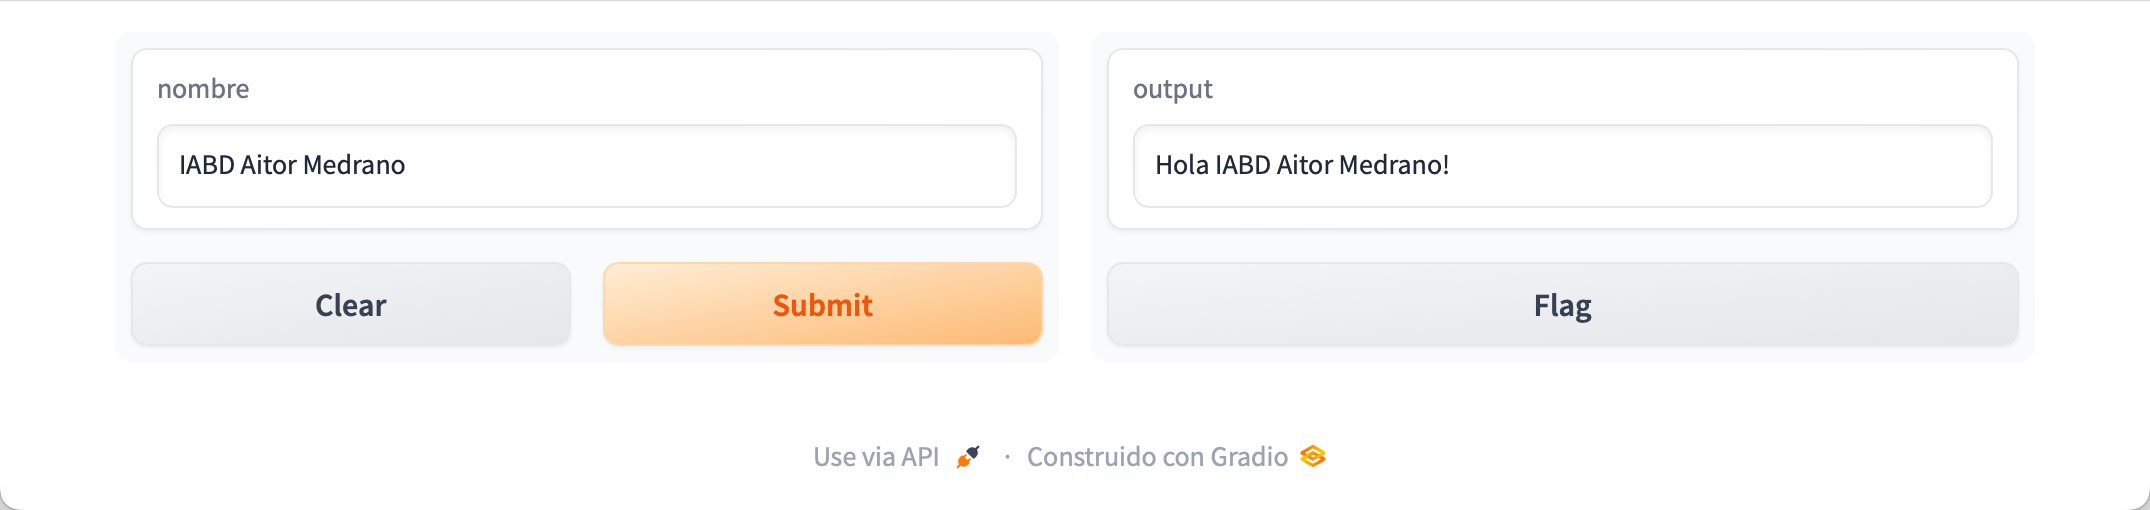 nombre
IABD Aitor Medrano
Clear
Submit
output
Hola IABD Aitor Medrano!
Flag
Use via API · Construido con Gradio